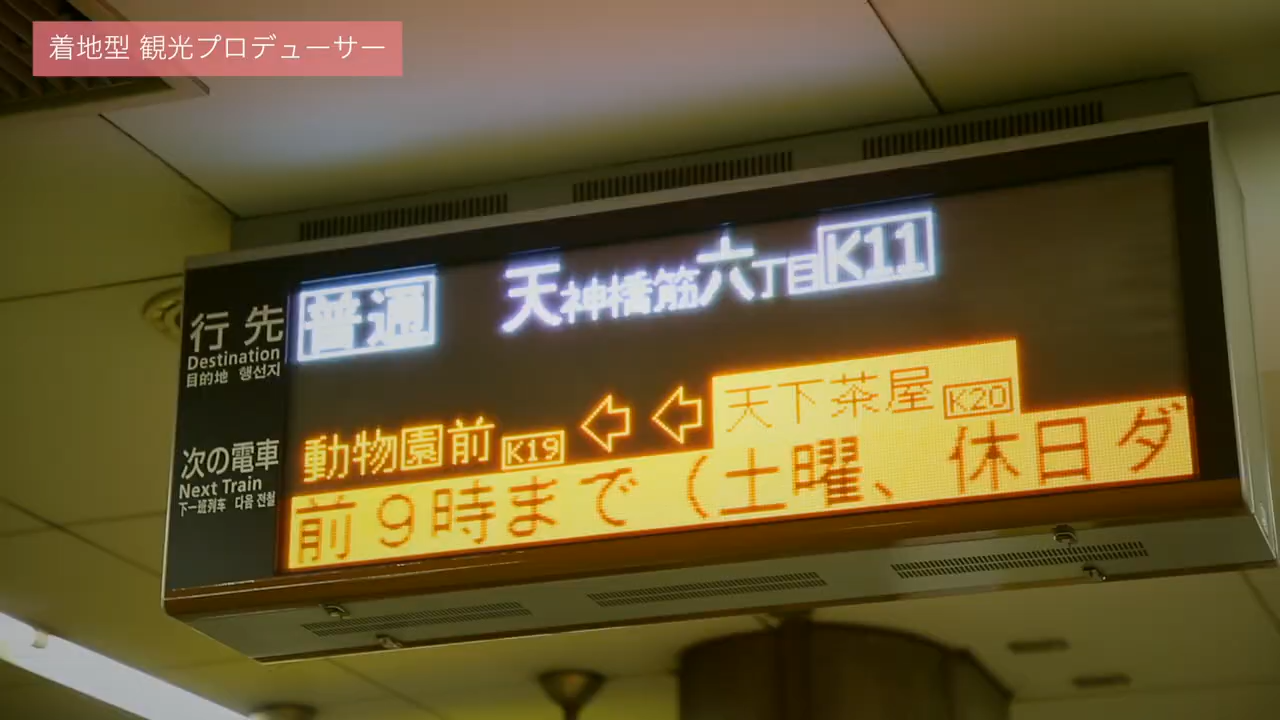 着地型 観光プロデューサー
行先
Destination
目的地 행선지
普通 天神橋筋六丁目 K11
次の電車
Next Train
下一班列车 다음 전철
動物園前 K19 ⇦ ⇦ 天下茶屋 K20
前9時まで（土曜、休日ダ